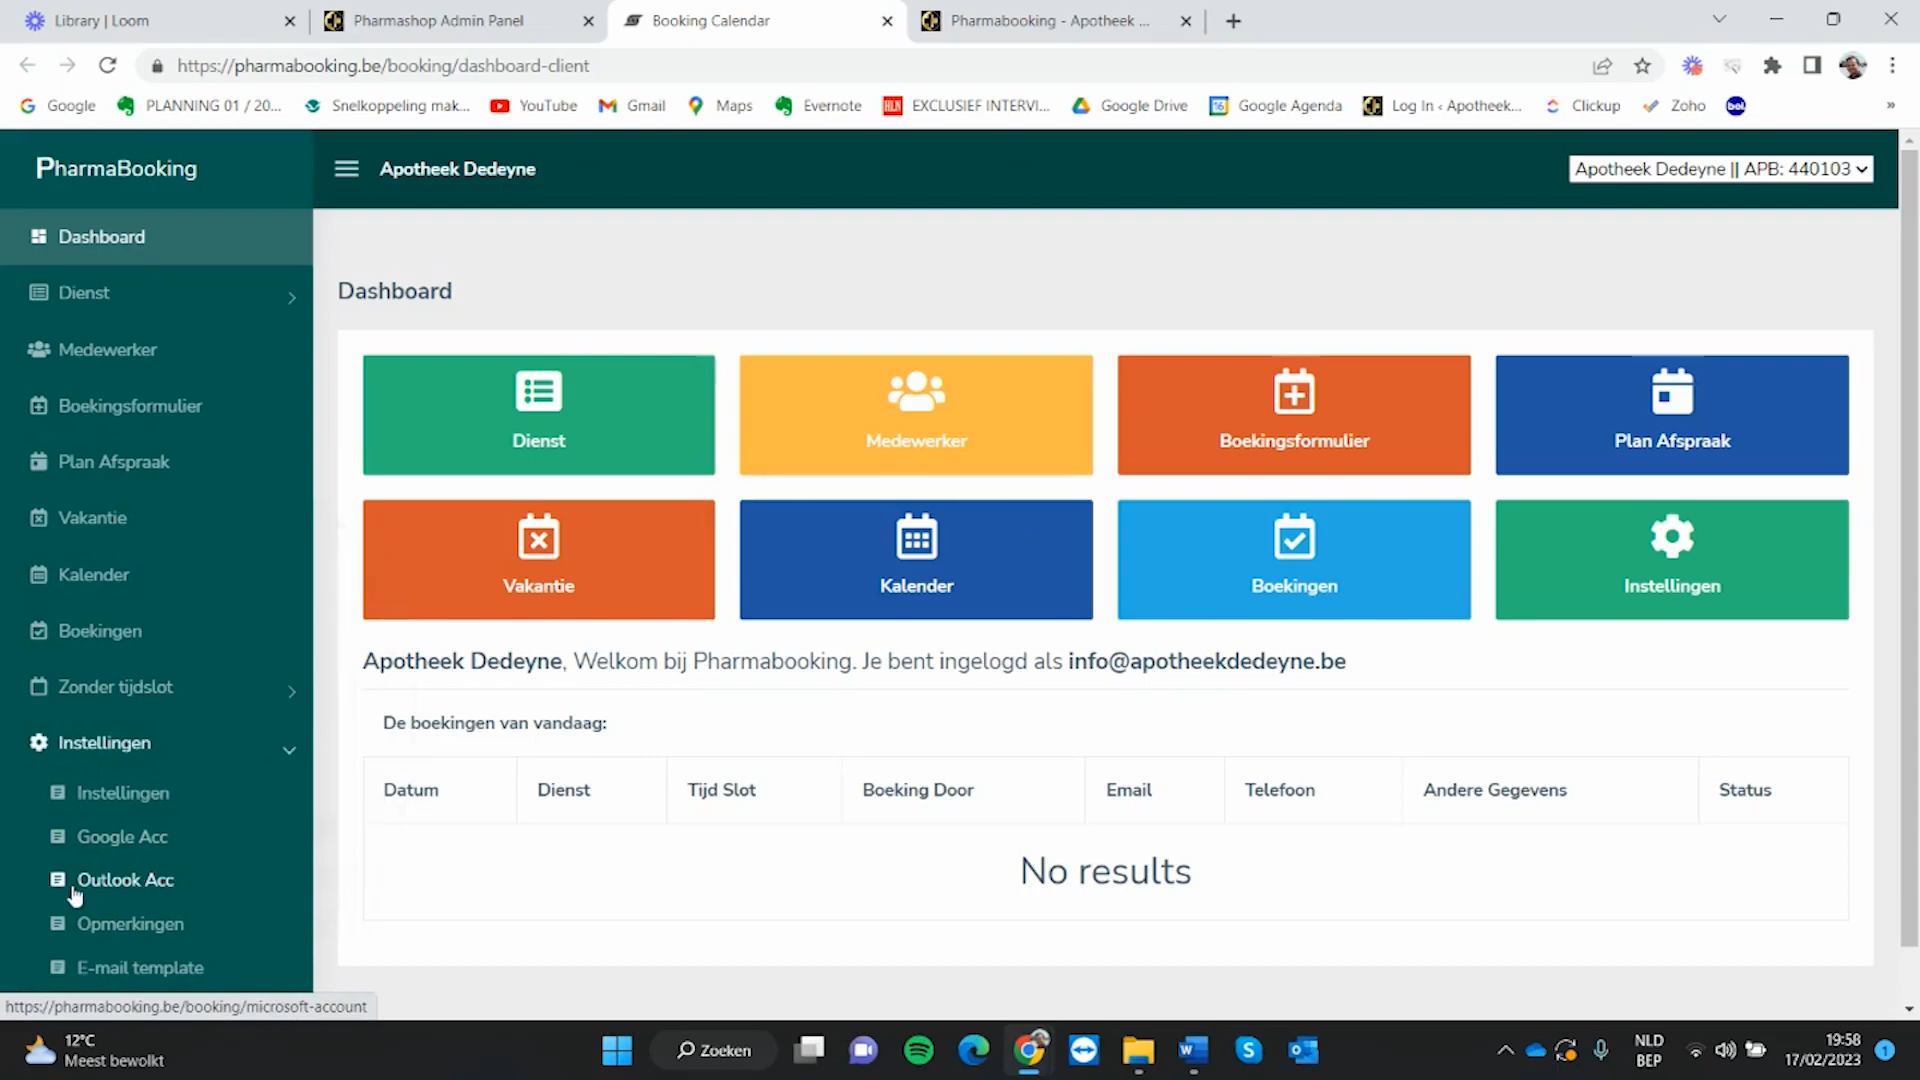 Library | Loom
Pharmashop Admin Panel
Booking Calendar
Pharmabooking - Apotheek ...
https://pharmabooking.be/booking/dashboard-client
Google
PLANNING 01 / 20...
Snelkoppeling mak...
YouTube
Gmail
Maps
Evernote
HLN
EXCLUSIEF INTERVI...
Google Drive
16
Google Agenda
Log In ‹ Apotheek...
Clickup
Zoho
bol
»
PharmaBooking
Apotheek Dedeyne
Apotheek Dedeyne || APB: 440103
Dashboard
Dienst
Medewerker
Boekingsformulier
Plan Afspraak
Vakantie
Kalender
Boekingen
Zonder tijdslot
Instellingen
Instellingen
Google Acc
Outlook Acc
Opmerkingen
E-mail template
Dashboard
Dienst
Medewerker
Boekingsformulier
Plan Afspraak
Vakantie
Kalender
Boekingen
Instellingen
Apotheek Dedeyne, Welkom bij Pharmabooking. Je bent ingelogd als info@apotheekdedeyne.be
De boekingen van vandaag:
Datum Dienst Tijd Slot Boeking Door Email Telefoon Andere Gegevens Status
No results
https://pharmabooking.be/booking/microsoft-account
12°C
Meest bewolkt
Zoeken
NLD
BEP
19:58
17/02/2023
1